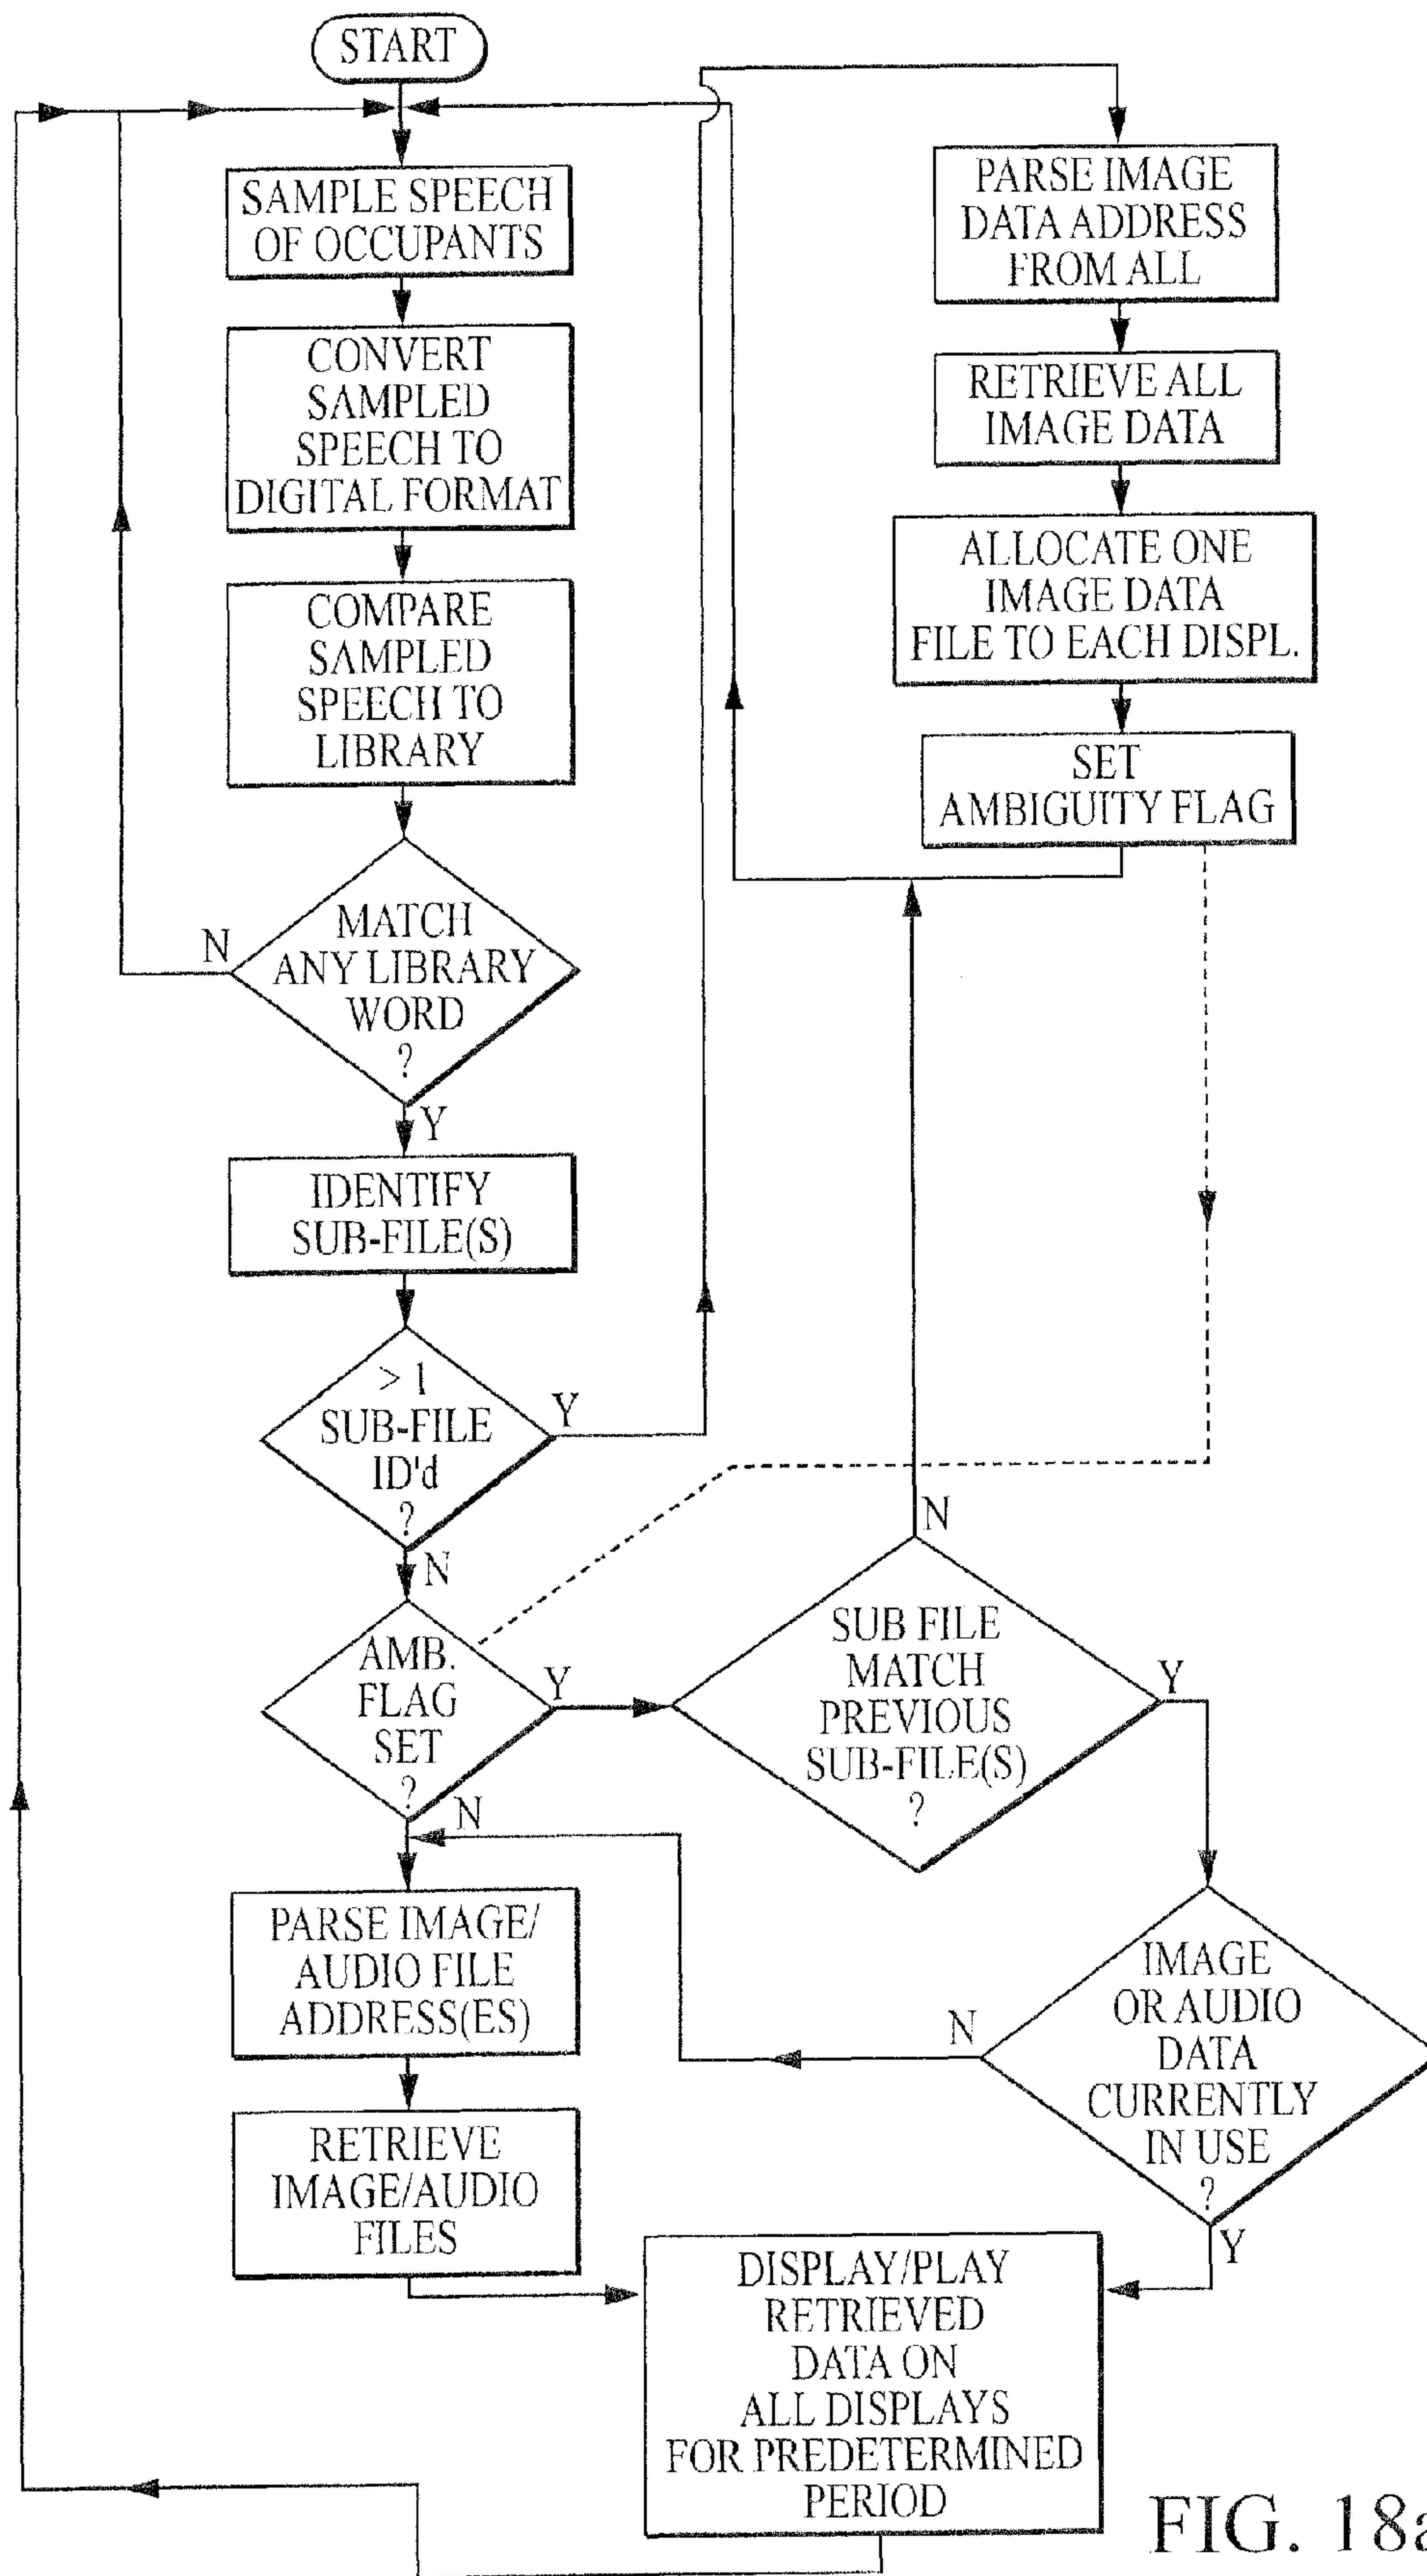 START
SAMPLE SPEECH
OF OCCUPANTS
CONVERT
SAMPLED
SPEECH TO
DIGITAL FORMAT
COMPARE
SAMPLED
SPEECH TO
LIBRARY
MATCH
ANY LIBRARY
WORD
?
N
Y
IDENTIFY
SUB-FILE(S)
> 1
SUB-FILE
ID'd
?
Y
N
AMB.
FLAG
SET
?
Y
N
PARSE IMAGE/
AUDIO FILE
ADDRESS(ES)
RETRIEVE
IMAGE/AUDIO
FILES
PARSE IMAGE
DATA ADDRESS
FROM ALL
RETRIEVE ALL
IMAGE DATA
ALLOCATE ONE
IMAGE DATA
FILE TO EACH DISPL.
SET
AMBIGUITY FLAG
N
SUB FILE
MATCH
PREVIOUS
SUB-FILE(S)
?
Y
IMAGE
OR AUDIO
DATA
CURRENTLY
IN USE
?
N
Y
DISPLAY/PLAY
RETRIEVED
DATA ON
ALL DISPLAYS
FOR PREDETERMINED
PERIOD
FIG. 18a